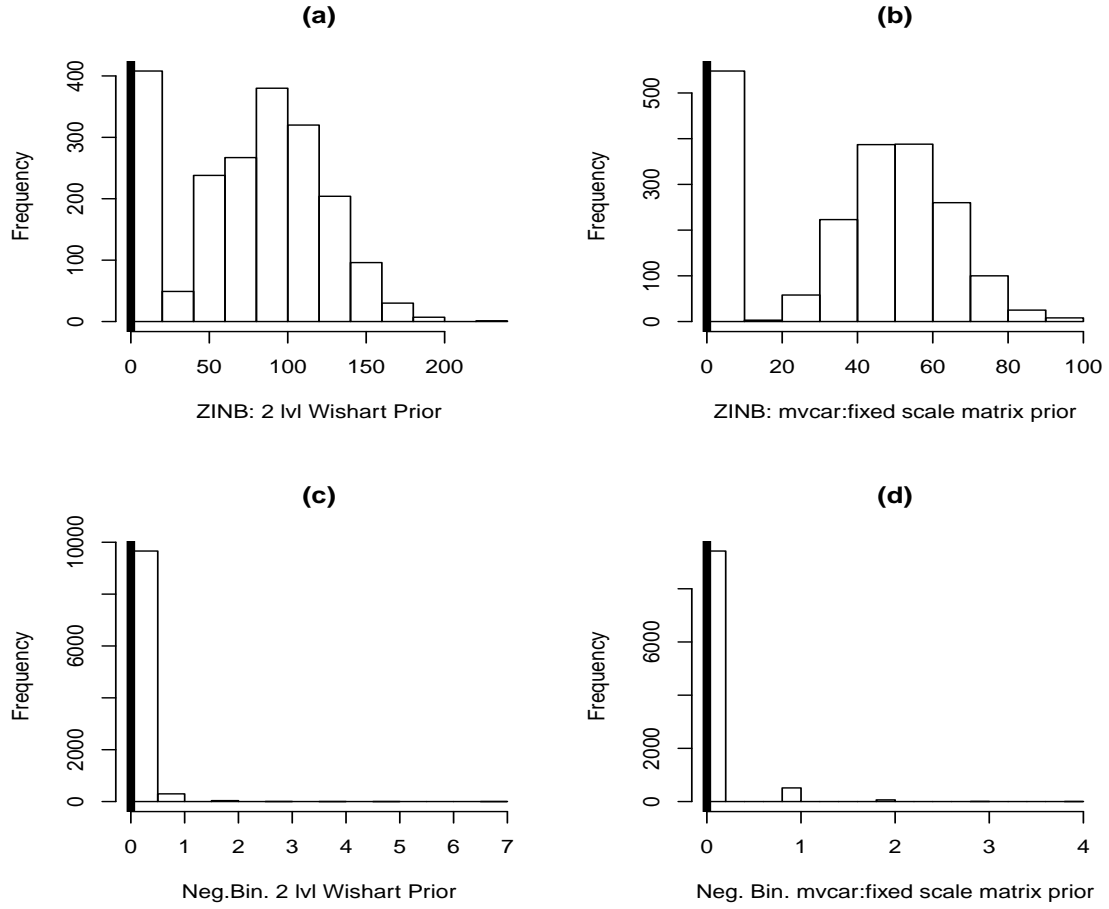 (a)
Frequency
0 100 200 300 400
0 50 100 150 200
ZINB: 2 lvl Wishart Prior
(b)
Frequency
0 100 300 500
0 20 40 60 80 100
ZINB: mvcar:fixed scale matrix prior
(c)
Frequency
0 2000 6000 10000
0 1 2 3 4 5 6 7
Neg.Bin. 2 lvl Wishart Prior
(d)
Frequency
0 2000 6000
0 1 2 3 4
Neg. Bin. mvcar:fixed scale matrix prior